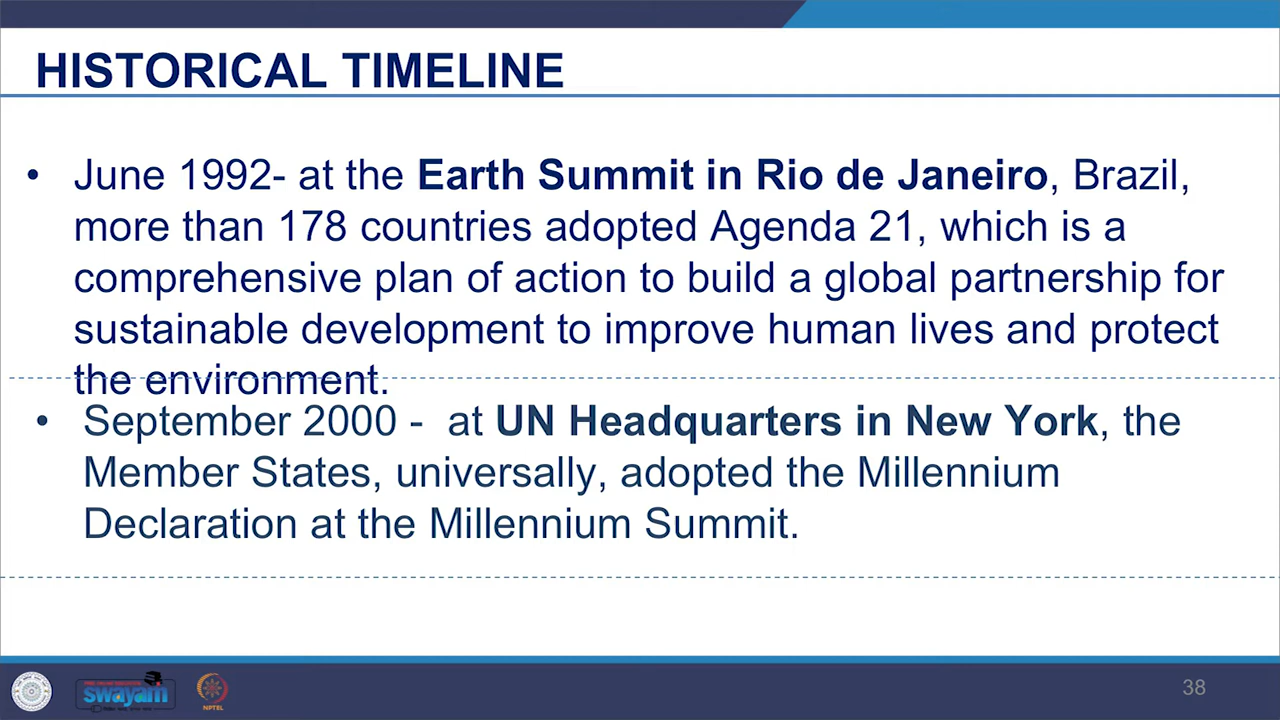 HISTORICAL TIMELINE
• June 1992- at the Earth Summit in Rio de Janeiro, Brazil,
more than 178 countries adopted Agenda 21, which is a
comprehensive plan of action to build a global partnership for
sustainable development to improve human lives and protect
the environment.
• September 2000 - at UN Headquarters in New York, the
Member States, universally, adopted the Millennium
Declaration at the Millennium Summit.
swayam
NPTEL
38